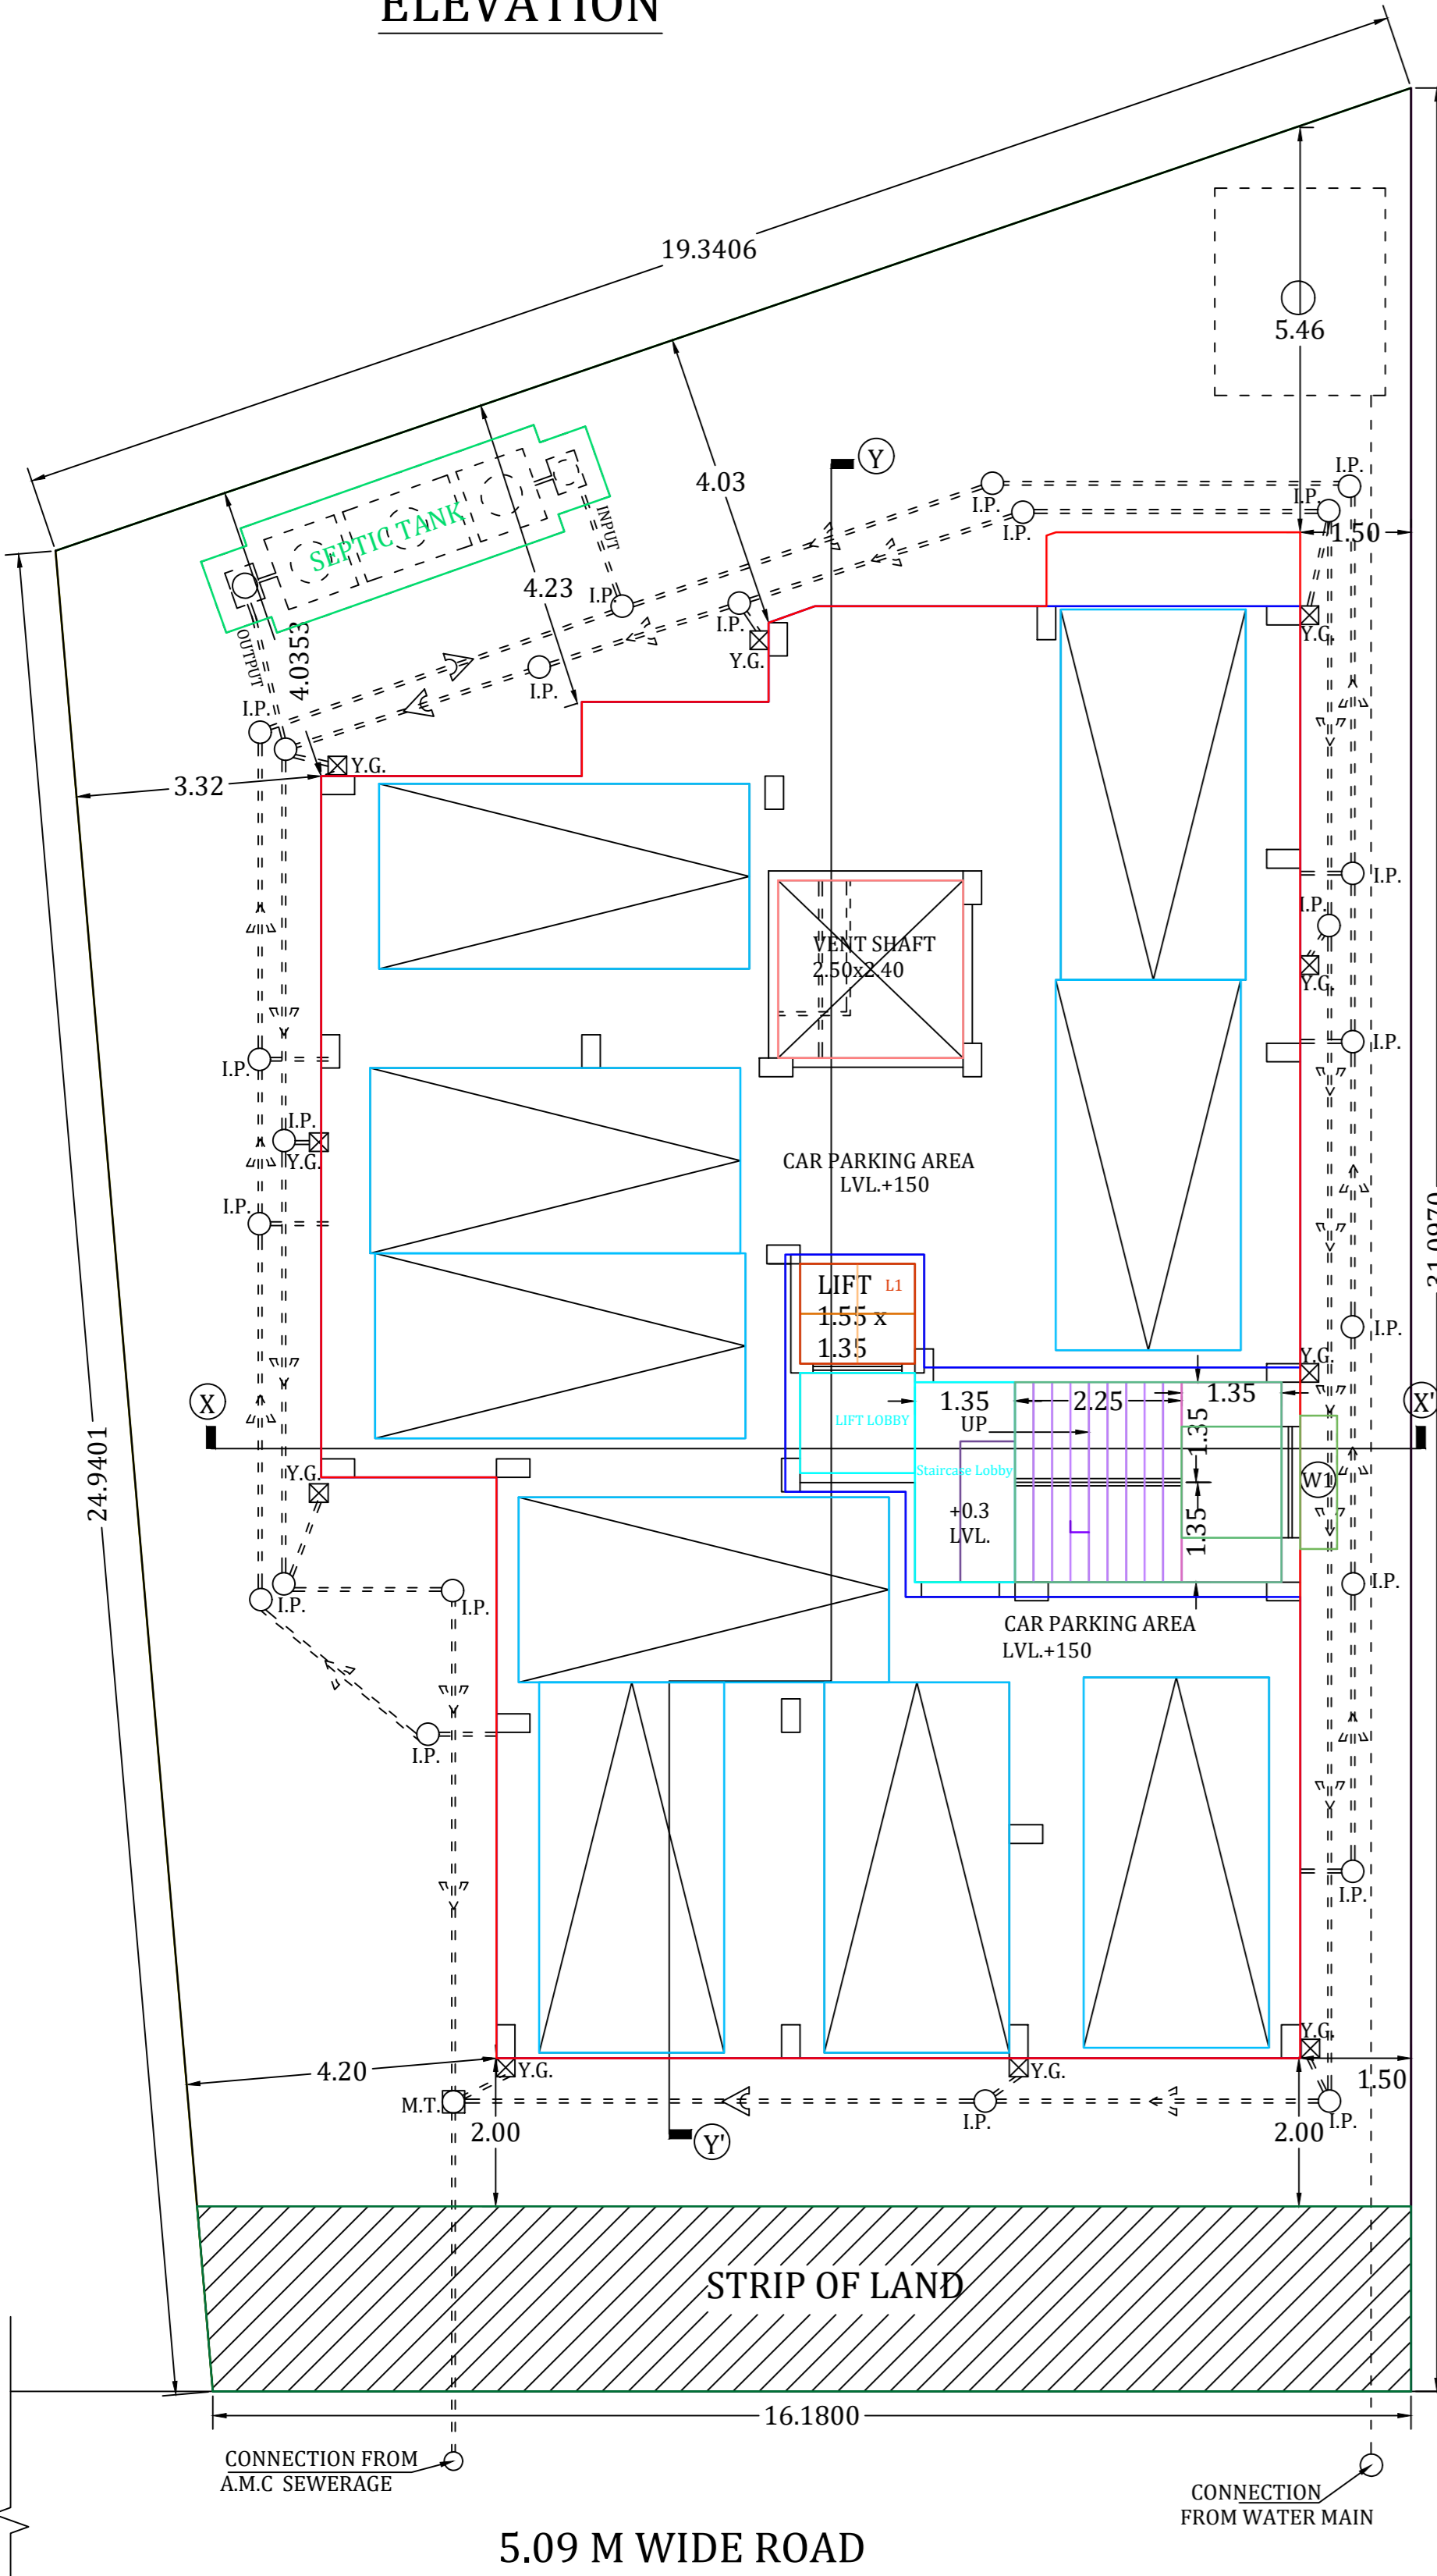 ELEVATION
19.3406
5.46
I.P.
I.P.
I.P.
I.P.
1.50
Y
4.03
SEPTIC TANK
INPUT
4.23
I.P.
I.P.
Y.G.
Y.G.
OUTPUT
4.0353
I.P.
I.P.
Y.G.
3.32
I.P.
I.P.
VENT SHAFT
2.50x2.40
Y.G.
I.P.
I.P.
I.P.
Y.G.
CAR PARKING AREA
LVL.+150
I.P.
31.0970
LIFT L1
1.55 x
1.35
I.P.
Y.G.
X
X'
1.35
2.25
1.35
LIFT LOBBY
UP
1.35
24.9401
Y.G.
Staircase Lobby
W1
+0.3
LVL.
1.35
I.P.
I.P.
I.P.
CAR PARKING AREA
LVL.+150
I.P.
I.P.
Y.G.
4.20
Y.G.
Y.G.
1.50
M.T.
I.P.
I.P.
2.00
Y'
2.00
STRIP OF LAND
16.1800
CONNECTION FROM
A.M.C SEWERAGE
CONNECTION
FROM WATER MAIN
5.09 M WIDE ROAD